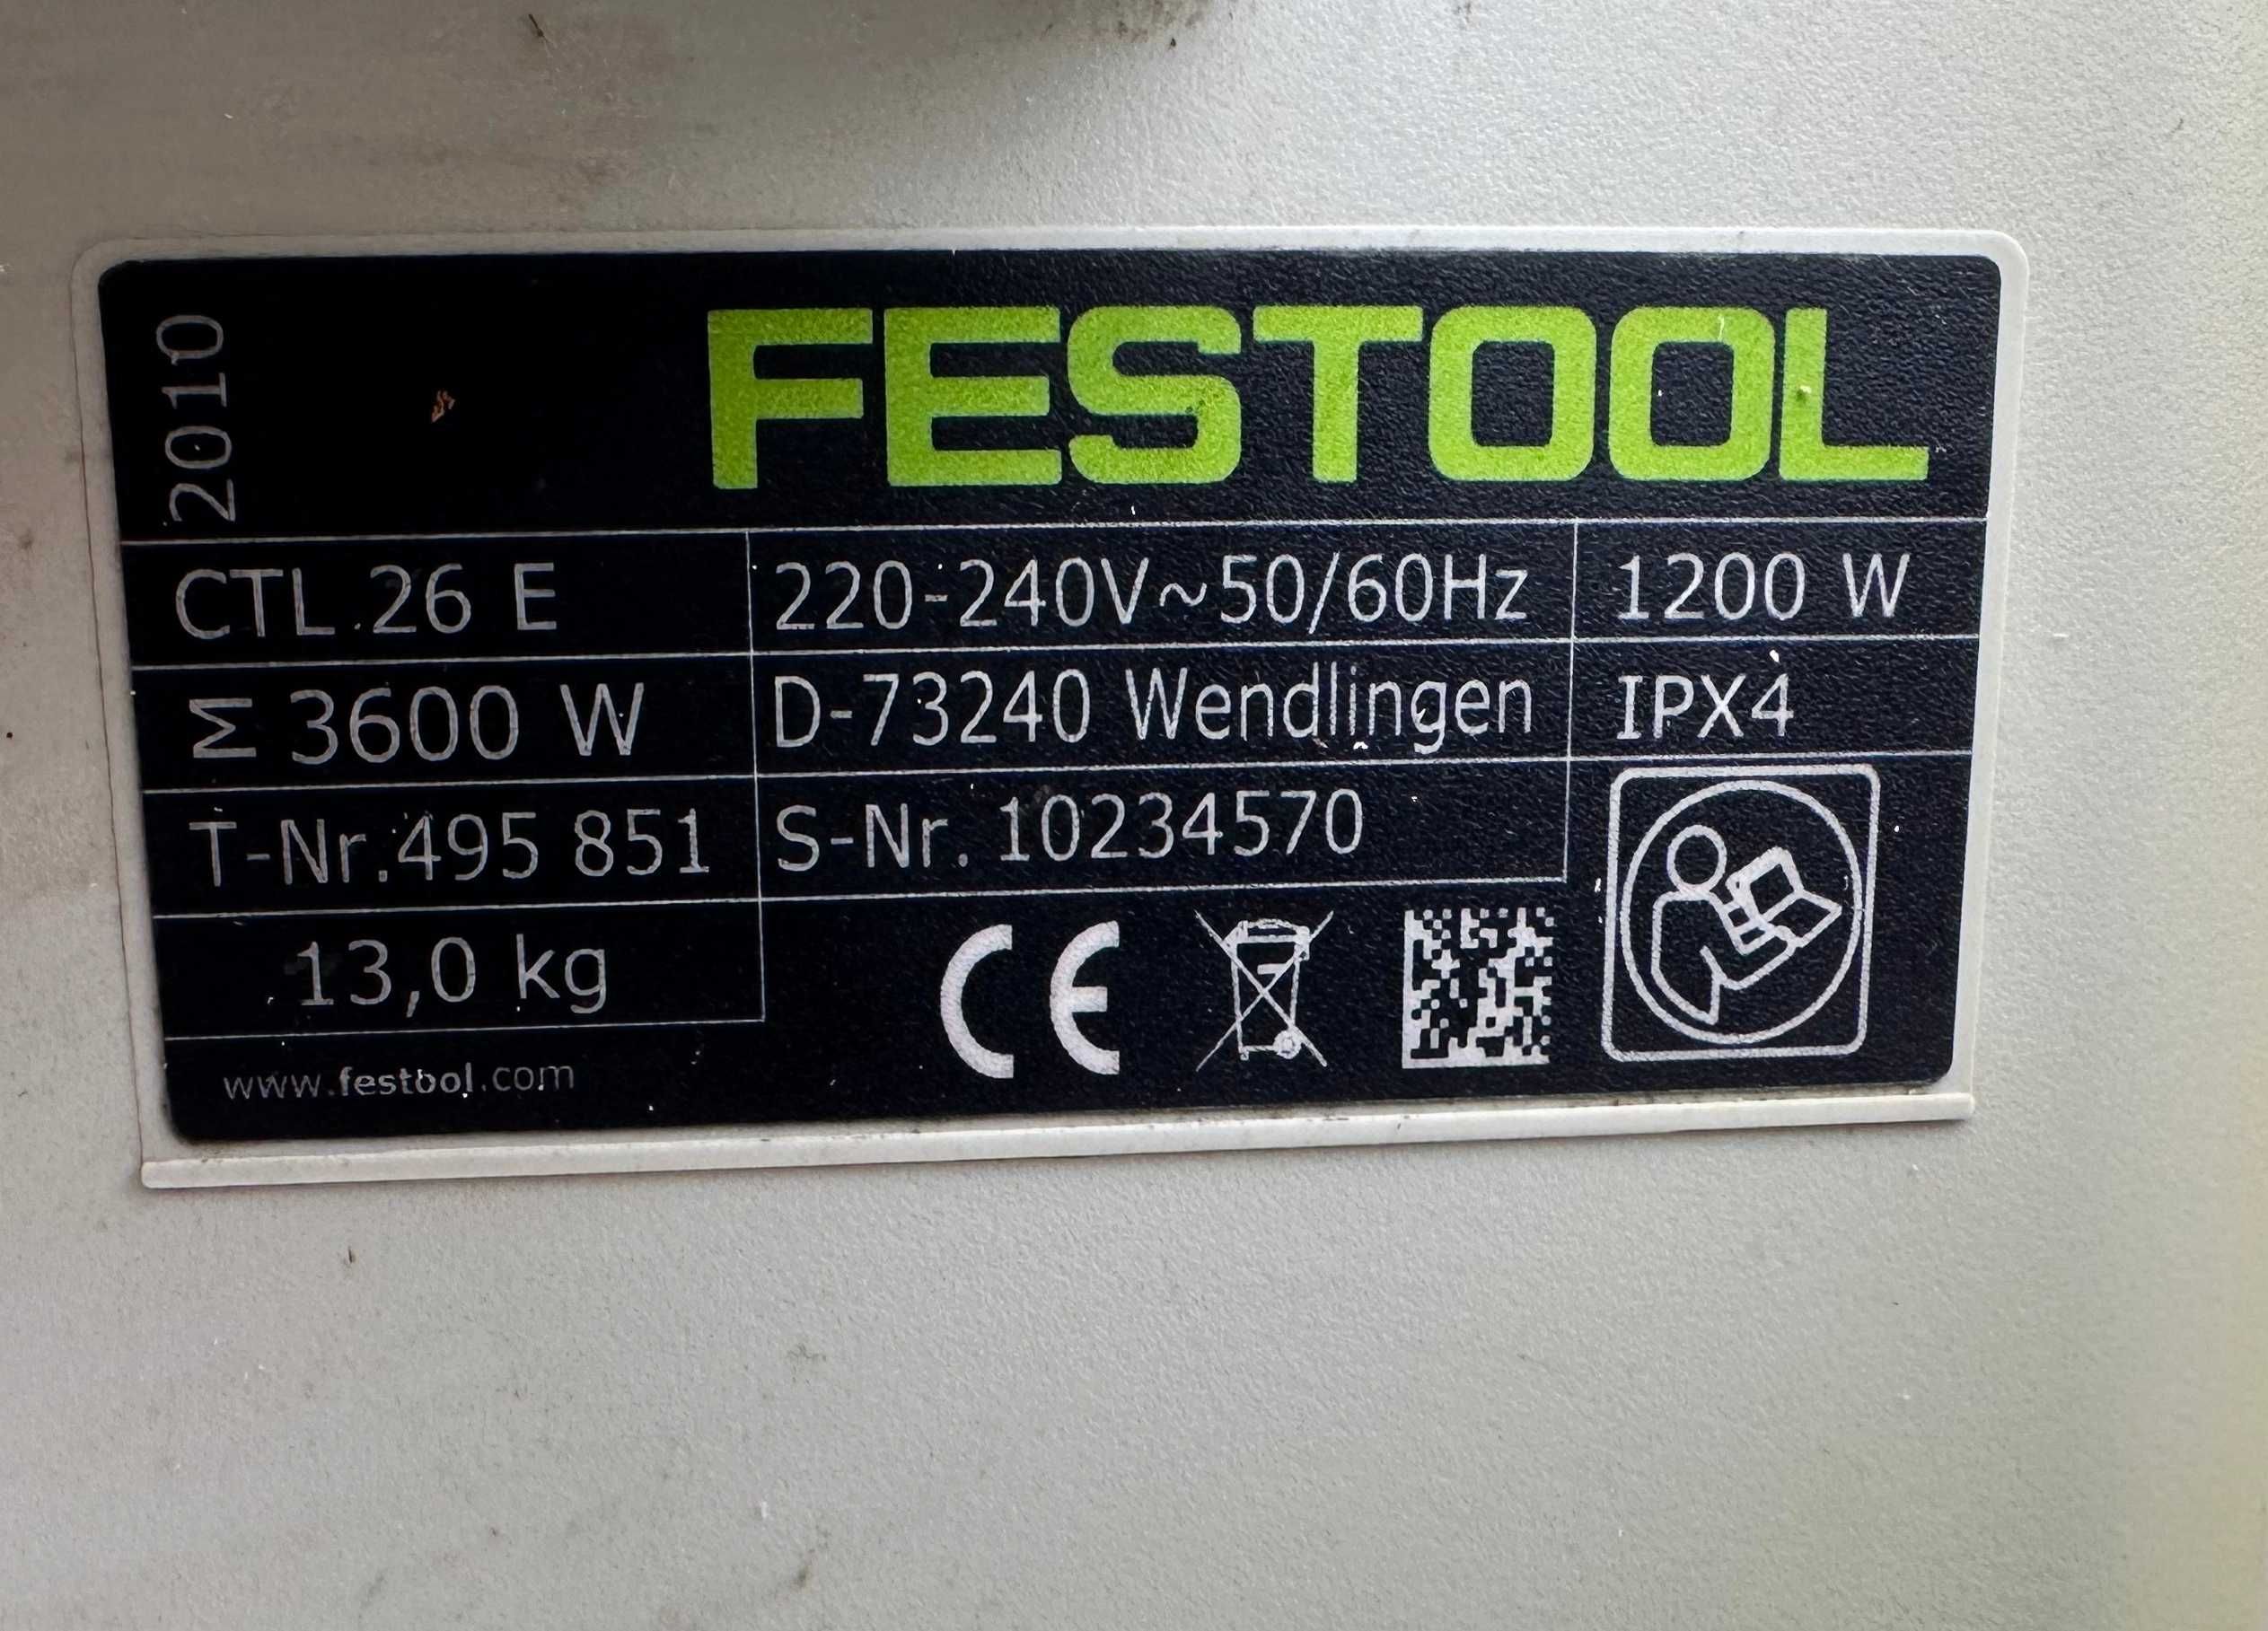 2010
FESTOOL
CTL 26 E 220-240V~50/60Hz 1200 W
Σ 3600 W D-73240 Wendlingen IPX4
T-Nr.495 851 S-Nr. 10234570
13,0 kg
CE
www.festool.com